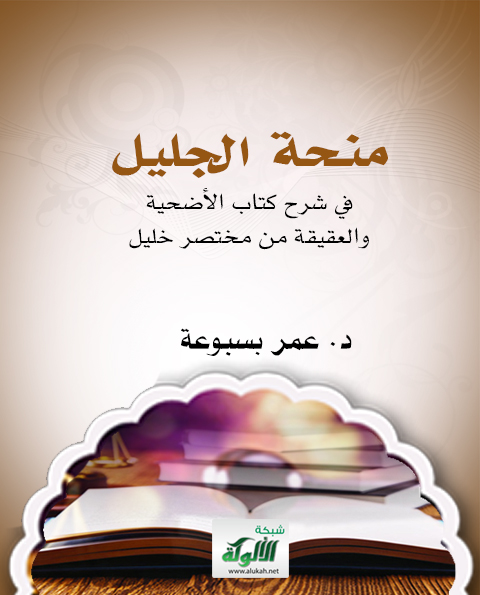 منحة الجليل
في شرح كتاب الأضحية
والعقيقة من مختصر خليل
د. عمر بسبوعة
شبكة
الألوكة
www.alukah.net